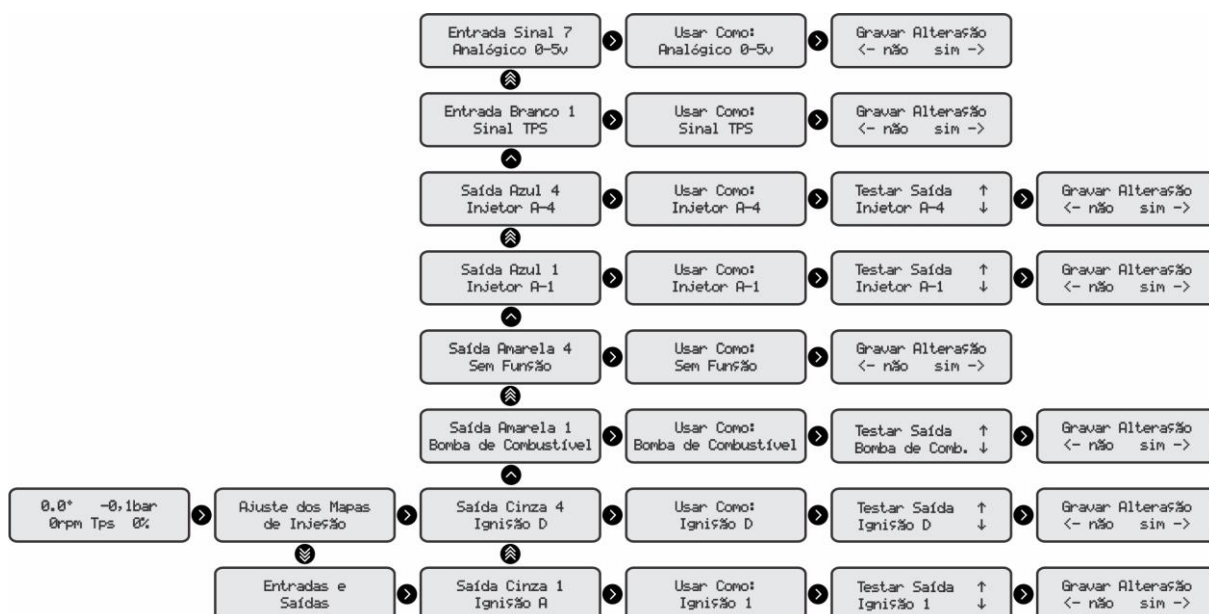 Entrada Sinal 7
Analógico 0-5v
Usar Como:
Analógico 0-5v
Gravar Alteração
<- não sim ->
Entrada Branco 1
Sinal TPS
Usar Como:
Sinal TPS
Gravar Alteração
<- não sim ->
Saída Azul 4
Injetor A-4
Usar Como:
Injetor A-4
Testar Saída ↑
Injetor A-4 ↓
Gravar Alteração
<- não sim ->
Saída Azul 1
Injetor A-1
Usar Como:
Injetor A-1
Testar Saída ↑
Injetor A-1 ↓
Gravar Alteração
<- não sim ->
Saída Amarela 4
Sem Função
Usar Como:
Sem Função
Gravar Alteração
<- não sim ->
Saída Amarela 1
Bomba de Combustível
Usar Como:
Bomba de Combustível
Testar Saída ↑
Bomba de Comb. ↓
Gravar Alteração
<- não sim ->
0.0° -0,1bar
0rpm Tps 0%
Ajuste dos Mapas
de Injeção
Saída Cinza 4
Ignição D
Usar Como:
Ignição D
Testar Saída ↑
Ignição D ↓
Gravar Alteração
<- não sim ->
Entradas e
Saídas
Saída Cinza 1
Ignição A
Usar Como:
Ignição 1
Testar Saída ↑
Ignição 1 ↓
Gravar Alteração
<- não sim ->